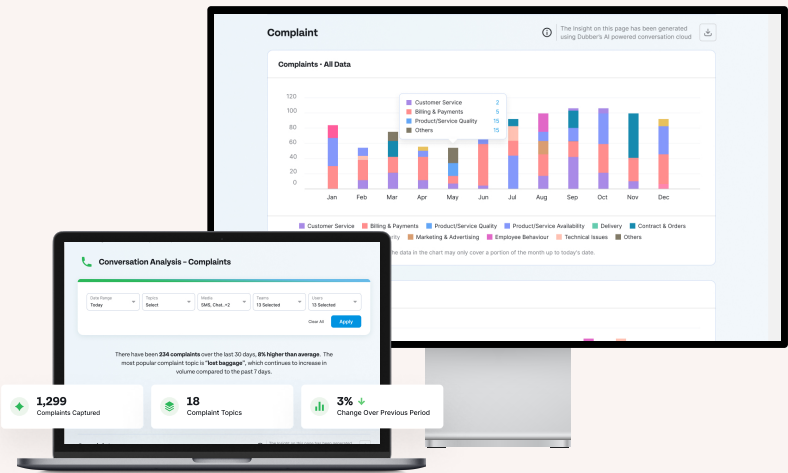 Complaint
The Insight on this page has been generated
using Dubber's AI powered conversation cloud
Complaints • All Data
120
100
80
60
40
20
0
Customer Service 2
Billing & Payments 5
Product/Service Quality 15
Others 15
Jan Feb Mar Apr May Jun Jul Aug Sep Oct Nov Dec
Customer Service Billing & Payments Product/Service Quality Product/Service Availability Delivery Contract & Orders
Marketing & Advertising Employee Behaviour Technical Issues Others
the data in the chart may only cover a portion of the month up to today's date.
Conversation Analysis – Complaints
Date Range Topics Media Teams Users
Today Select SMS, Chat, +2 13 Selected 13 Selected
Clear All Apply
There have been 234 complaints over the last 30 days, 8% higher than average. The
most popular complaint topic is "lost baggage", which continues to increase in
volume compared to the past 7 days.
1,299
Complaints Captured
18
Complaint Topics
3%
Change Over Previous Period